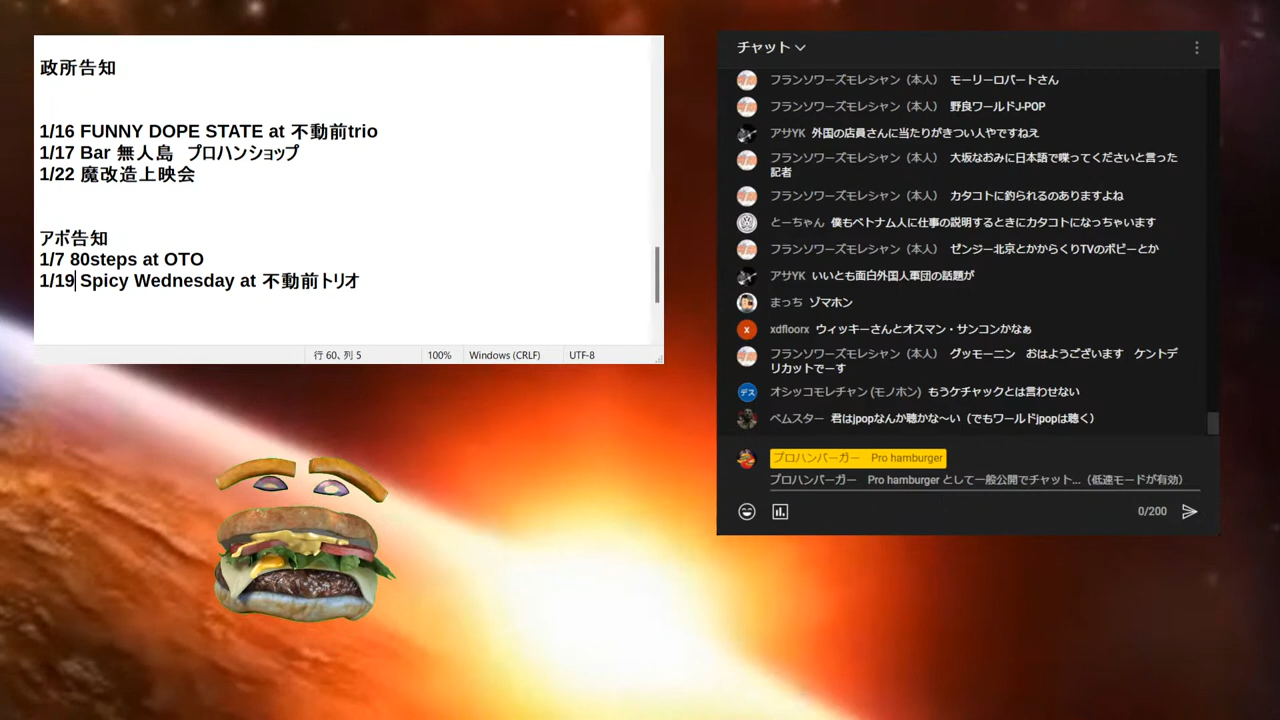 政所告知
1/16 FUNNY DOPE STATE at 不動前trio
1/17 Bar 無人島　プロハンショップ
1/22 魔改造上映会
アボ告知
1/7 80steps at OTO
1/19 Spicy Wednesday at 不動前トリオ
行 60、列 5
100%
Windows (CRLF)
UTF-8
チャット
フランソワーズモレシャン（本人） モーリーロバートさん
フランソワーズモレシャン（本人） 野良ワールドJ-POP
アサYK 外国の店員さんに当たりがきつい人やですねえ
フランソワーズモレシャン（本人） 大坂なおみに日本語で喋ってくださいと言った
記者
フランソワーズモレシャン（本人） カタコトに釣られるのありますよね
とーちゃん 僕もベトナム人に仕事の説明するときにカタコトになっちゃいます
フランソワーズモレシャン（本人） ゼンジー北京とかからくりTVのボビーとか
アサYK いいとも面白外国人軍団の話題が
まっち ゾマホン
x xdfloorx ウィッキーさんとオスマン・サンコンかなぁ
フランソワーズモレシャン（本人） グッモーニン　おはようございます　ケントデ
リカットでーす
デス オシッコモレチャン (モノホン) もうケチャックとは言わせない
ベムスター 君はjpopなんか聴かな〜い（でもワールドjpopは聴く）
プロハンバーガー　Pro hamburger
プロハンバーガー　Pro hamburger として一般公開でチャット...（低速モードが有効）
0/200